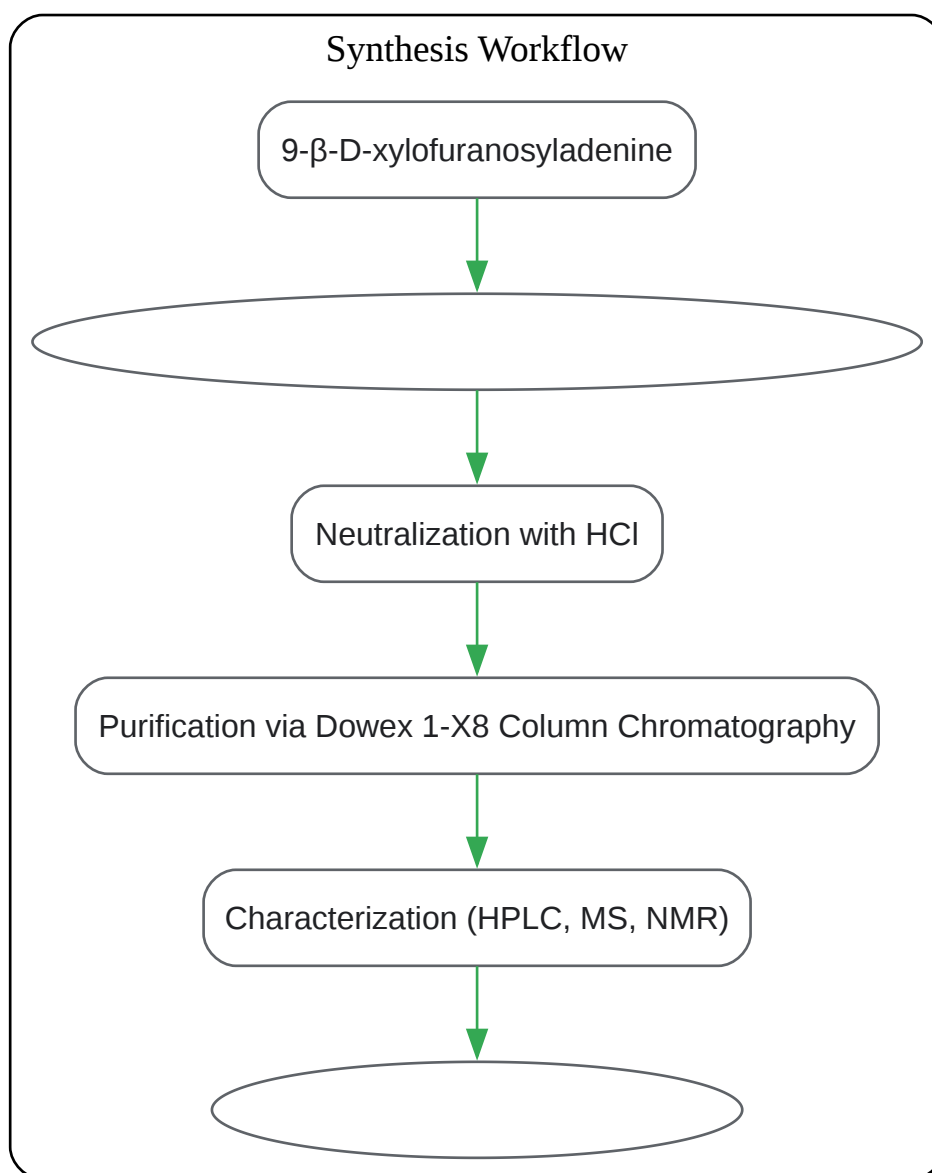 Synthesis Workflow
9-β-D-xylofuranosyladenine
Neutralization with HCl
Purification via Dowex 1-X8 Column Chromatography
Characterization (HPLC, MS, NMR)